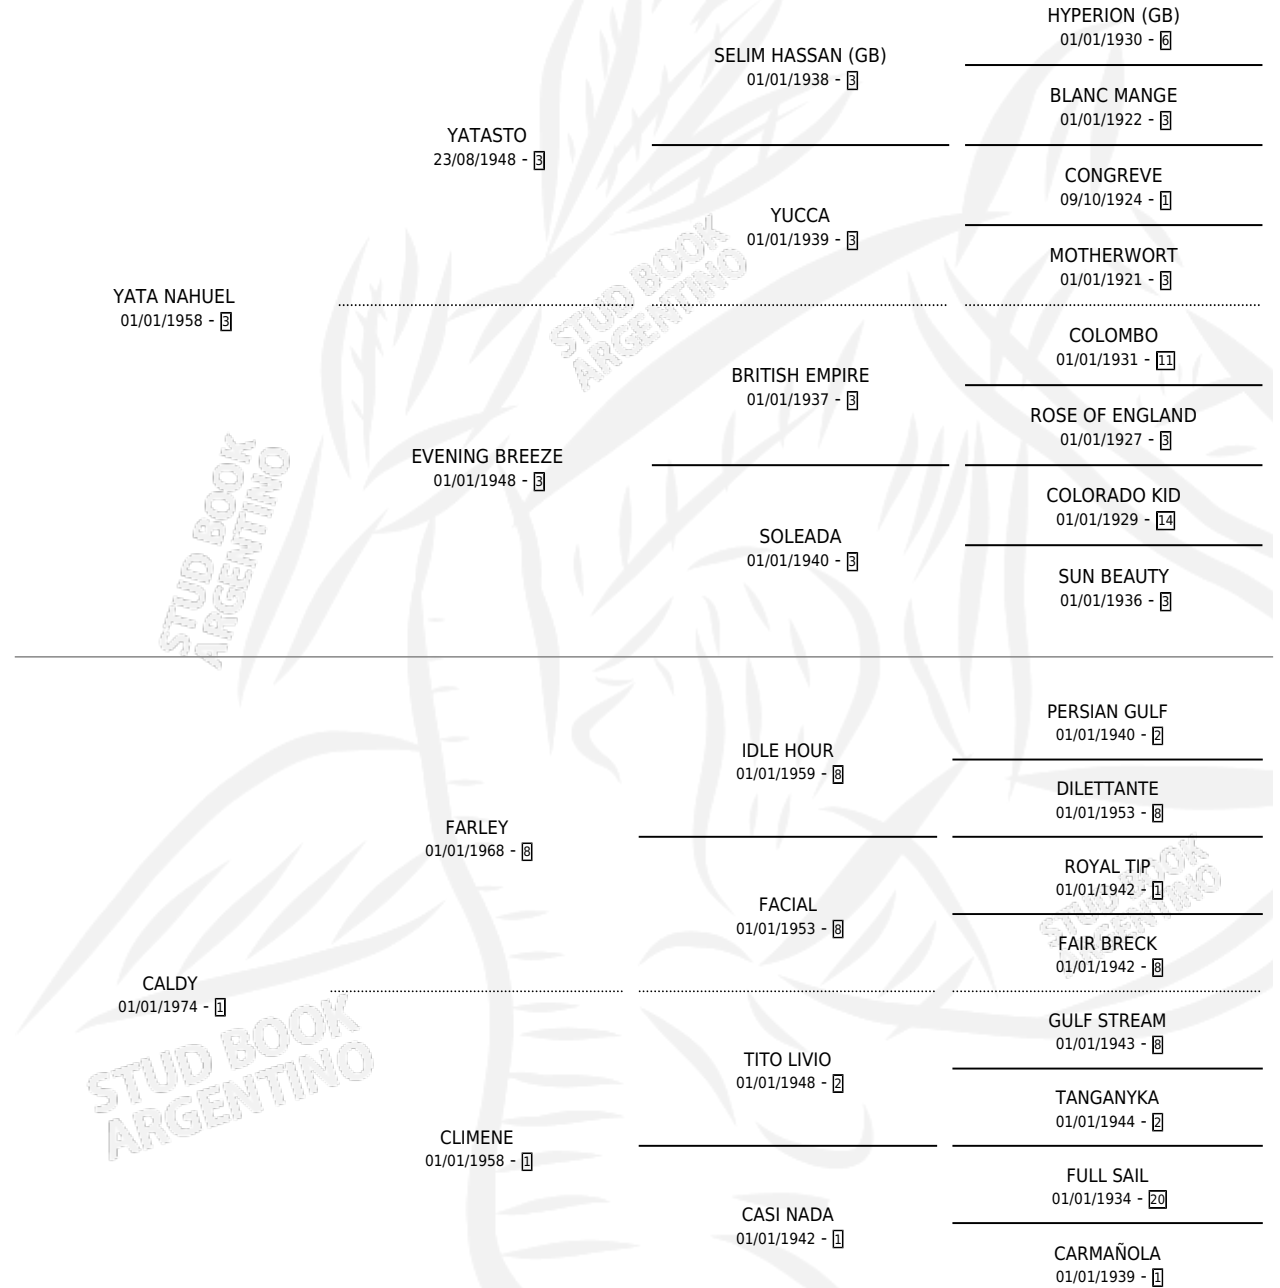 HYPERION (GB)
01/01/1930 - 6
SELIM HASSAN (GB)
01/01/1938 - 3
BLANC MANGE
01/01/1922 - 3
YATASTO
23/08/1948 - 3
CONGREVE
09/10/1924 - 1
YUCCA
01/01/1939 - 3
MOTHERWORT
01/01/1921 - 3
YATA NAHUEL
01/01/1958 - 3
COLOMBO
01/01/1931 - 11
BRITISH EMPIRE
01/01/1937 - 3
ROSE OF ENGLAND
01/01/1927 - 3
EVENING BREEZE
01/01/1948 - 3
COLORADO KID
01/01/1929 - 14
SOLEADA
01/01/1940 - 3
SUN BEAUTY
01/01/1936 - 3
PERSIAN GULF
01/01/1940 - 2
IDLE HOUR
01/01/1959 - 8
DILETTANTE
01/01/1953 - 8
FARLEY
01/01/1968 - 8
ROYAL TIP
01/01/1942 - 1
FACIAL
01/01/1953 - 8
FAIR BRECK
01/01/1942 - 8
CALDY
01/01/1974 - 1
GULF STREAM
01/01/1943 - 8
TITO LIVIO
01/01/1948 - 2
TANGANYKA
01/01/1944 - 2
CLIMENE
01/01/1958 - 1
FULL SAIL
01/01/1934 - 20
CASI NADA
01/01/1942 - 1
CARMAÑOLA
01/01/1939 - 1
STUD BOOK
ARGENTINO
STUD BOOK
ARGENTINO
STUD BOOK
ARGENTINO
STUD BOOK
ARGENTINO